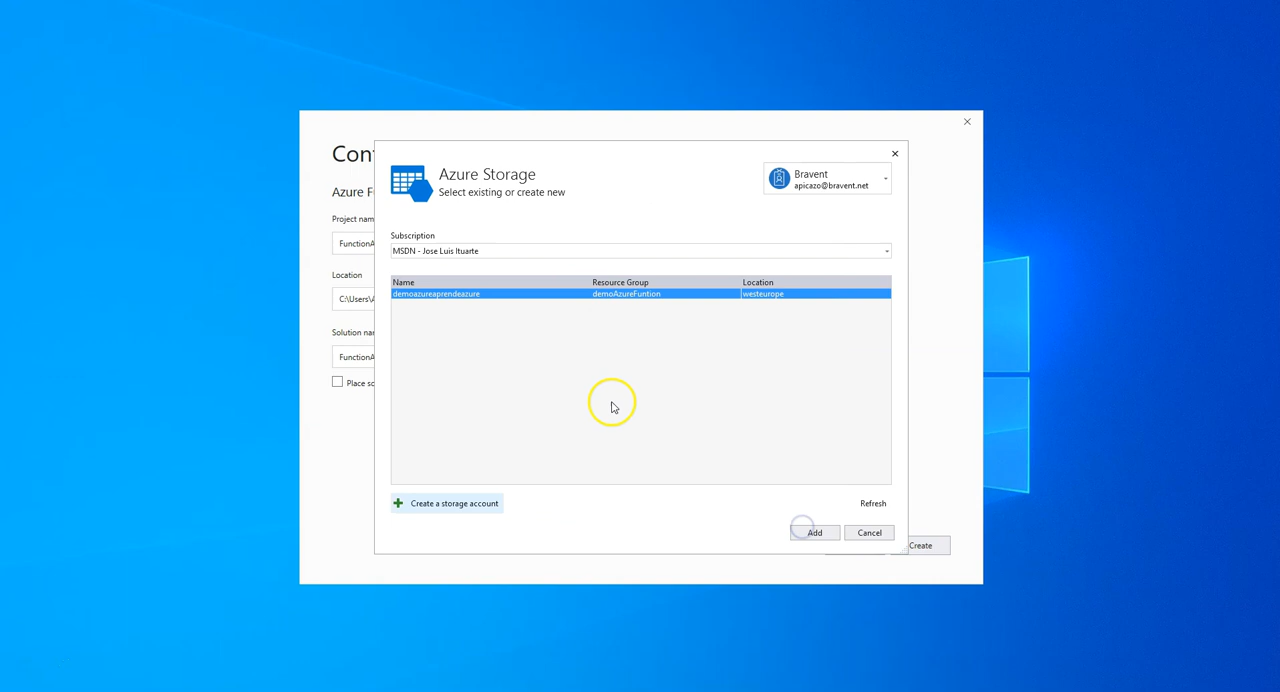 Con
Azure F
Project nam
FunctionA
Location
C:\Users\A
Solution na
FunctionA
Place so
Azure Storage
Select existing or create new
Bravent
apicazo@bravent.net
Subscription
MSDN - Jose Luis Ituarte
Name Resource Group Location
demoazureaprendeazure demoAzureFuntion westeurope
Create a storage account
Refresh
Add Cancel
Create